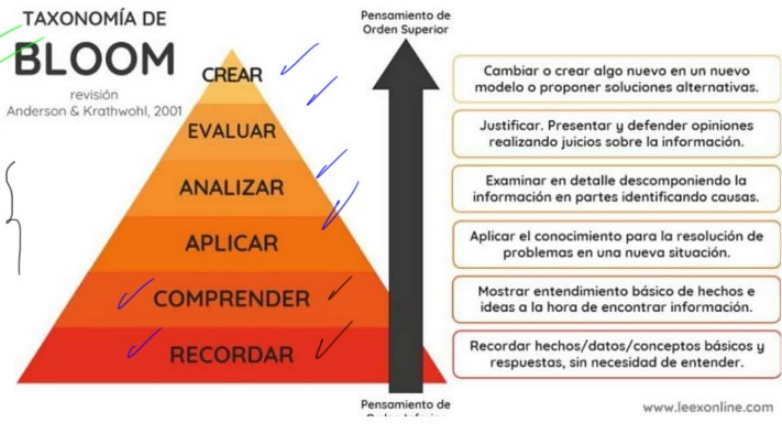 TAXONOMÍA DE
BLOOM
revisión
Anderson & Krathwohl, 2001
CREAR
EVALUAR
ANALIZAR
APLICAR
COMPRENDER
RECORDAR
Pensamiento de
Orden Superior
Cambiar o crear algo nuevo en un nuevo
modelo o proponer soluciones alternativas.
Justificar. Presentar y defender opiniones
realizando juicios sobre la información.
Examinar en detalle descomponiendo la
información en partes identificando causas.
Aplicar el conocimiento para la resolución de
problemas en una nueva situación.
Mostrar entendimiento básico de hechos e
ideas a la hora de encontrar información.
Recordar hechos/datos/conceptos básicos y
respuestas, sin necesidad de entender.
Pensamiento de
www.leexonline.com